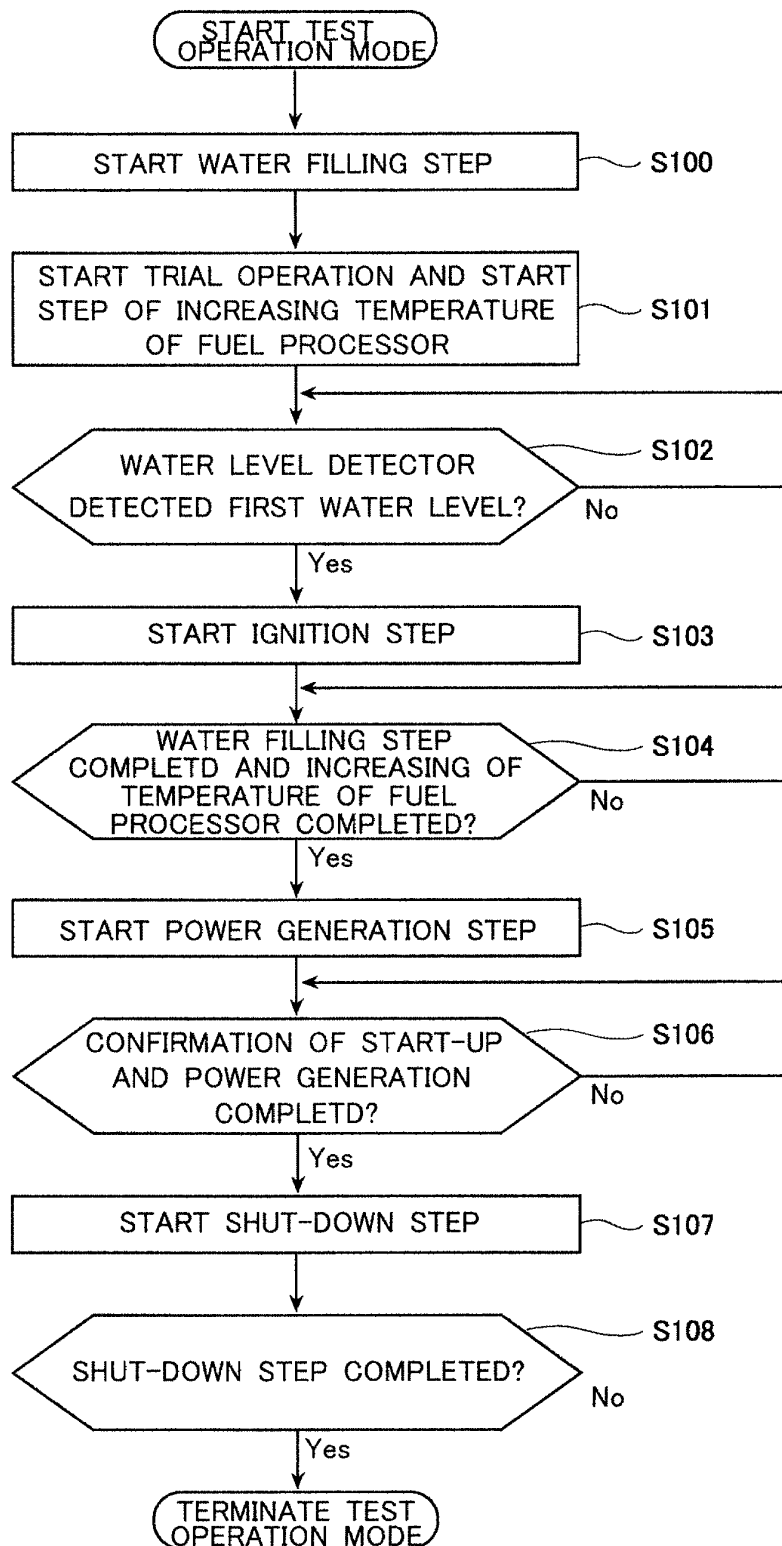 START TEST
OPERATION MODE
START WATER FILLING STEP
S100
START TRIAL OPERATION AND START
STEP OF INCREASING TEMPERATURE
OF FUEL PROCESSOR
S101
WATER LEVEL DETECTOR
DETECTED FIRST WATER LEVEL?
S102
No
Yes
START IGNITION STEP
S103
WATER FILLING STEP
COMPLETD AND INCREASING OF
TEMPERATURE OF FUEL
PROCESSOR COMPLETED?
S104
No
Yes
START POWER GENERATION STEP
S105
CONFIRMATION OF START-UP
AND POWER GENERATION
COMPLETD?
S106
No
Yes
START SHUT-DOWN STEP
S107
SHUT-DOWN STEP COMPLETED?
S108
No
Yes
TERMINATE TEST
OPERATION MODE